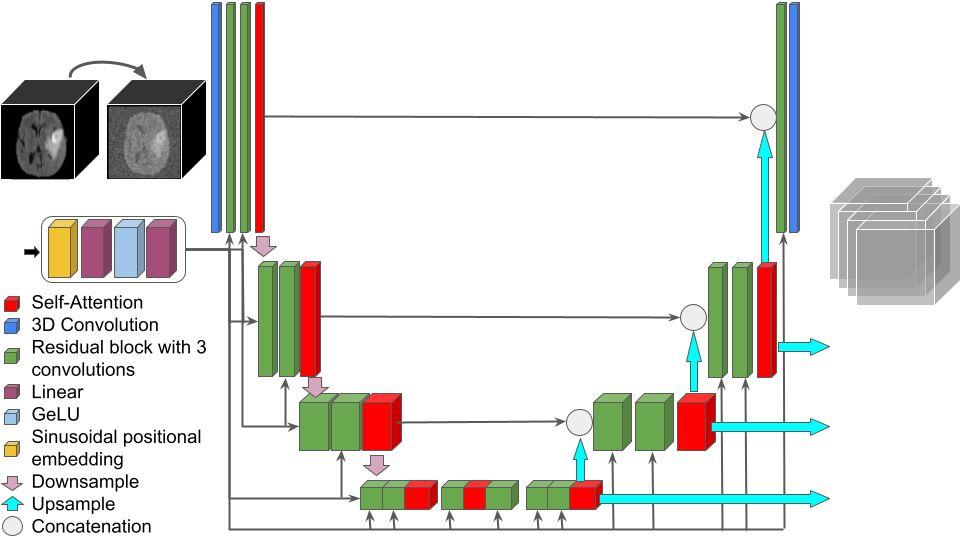 Self-Attention
3D Convolution
Residual block with 3
convolutions
Linear
GeLU
Sinusoidal positional
embedding
Downsample
Upsample
Concatenation